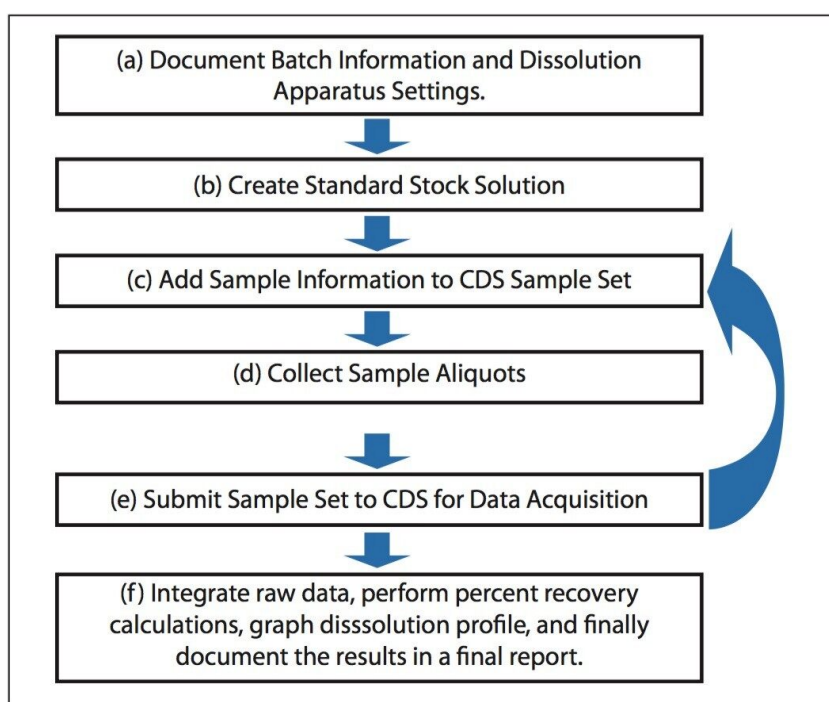 (a) Document Batch Information and Dissolution
Apparatus Settings.
(b) Create Standard Stock Solution
(c) Add Sample Information to CDS Sample Set
(d) Collect Sample Aliquots
(e) Submit Sample Set to CDS for Data Acquisition
(f) Integrate raw data, perform percent recovery
calculations, graph disssolution profile, and finally
document the results in a final report.